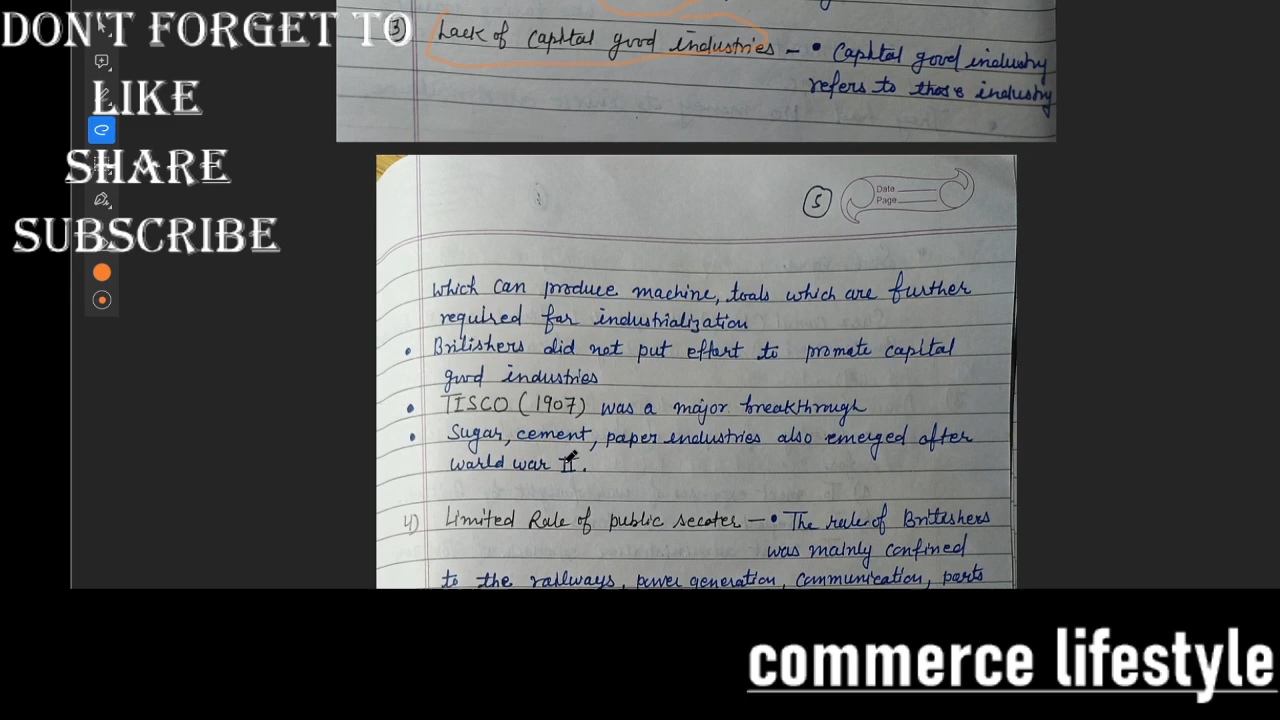 DON'T FORGET TO
LIKE
SHARE
SUBSCRIBE
3 Lack of capital good industries – • Capital good industry
refers to those industry
5
Date
Page
which can produce machine, tools which are further
required for industrialization
• Britishers did not put effort to promote capital
good industries
• TISCO (1907) was a major breakthrough
• Sugar, cement, paper industries also emerged after
world war II.
4) Limited Role of public secoter – • The rule of Britishers
was mainly confined
to the railways, power generation, communication, parts
commerce lifestyle